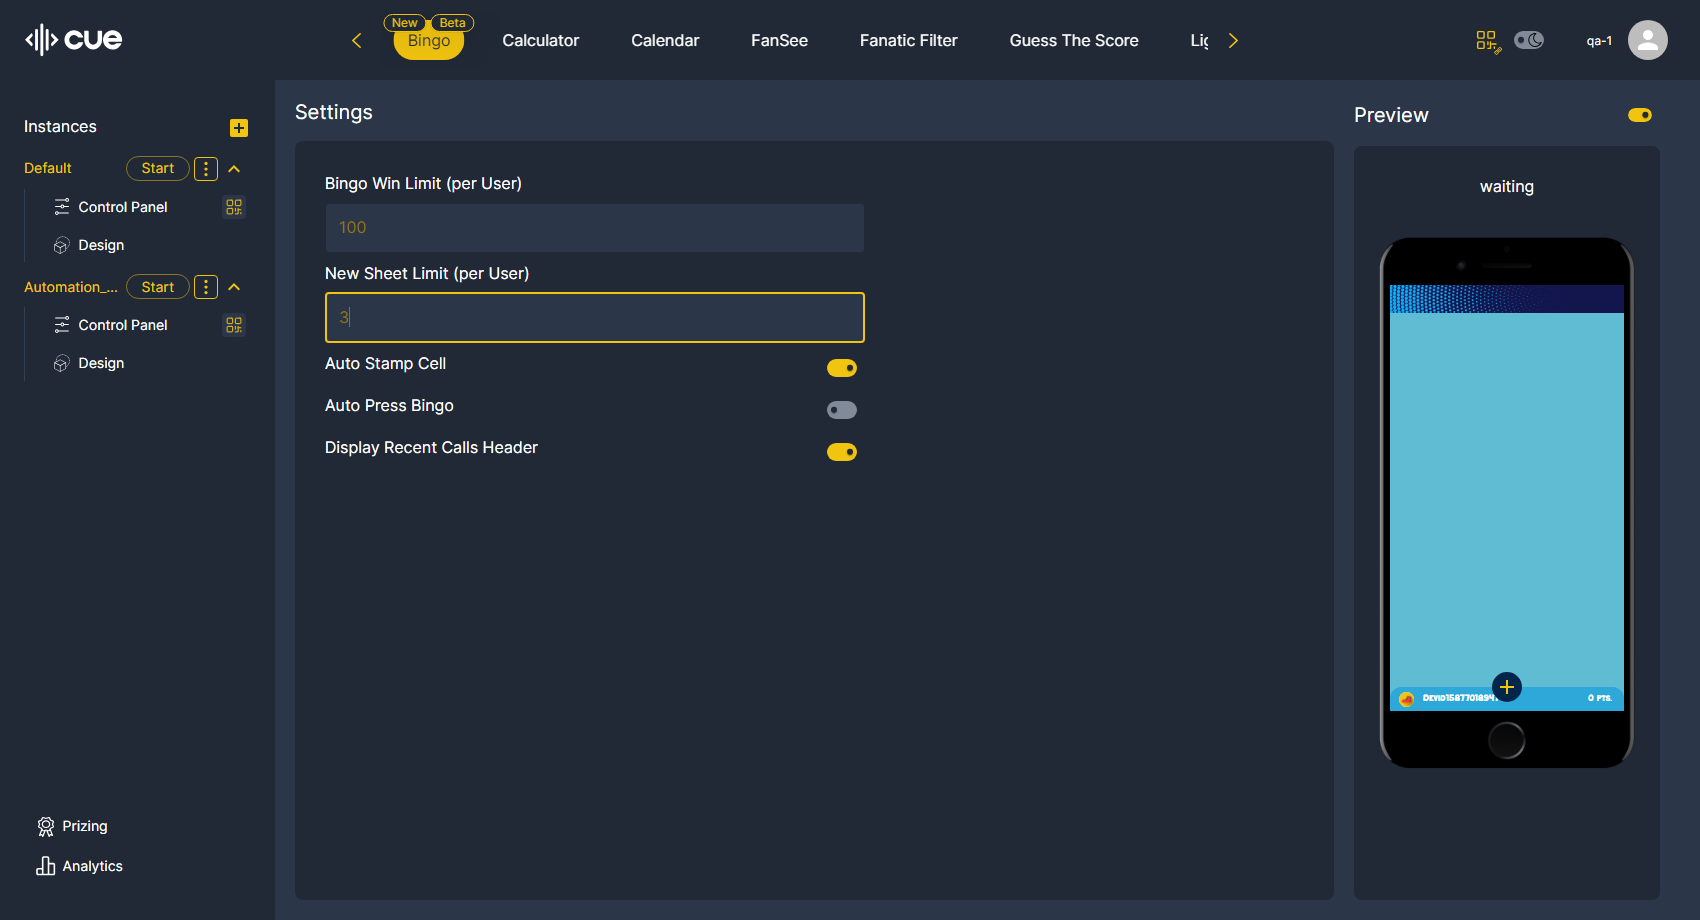 cue
New Beta
Bingo Calculator Calendar FanSee Fanatic Filter Guess The Score Lig
qa-1
Instances
Default Start
Control Panel
Design
Automation_... Start
Control Panel
Design
Prizing
Analytics
Settings
Bingo Win Limit (per User)
100
New Sheet Limit (per User)
3
Auto Stamp Cell
Auto Press Bingo
Display Recent Calls Header
Preview
waiting
0 PTS.